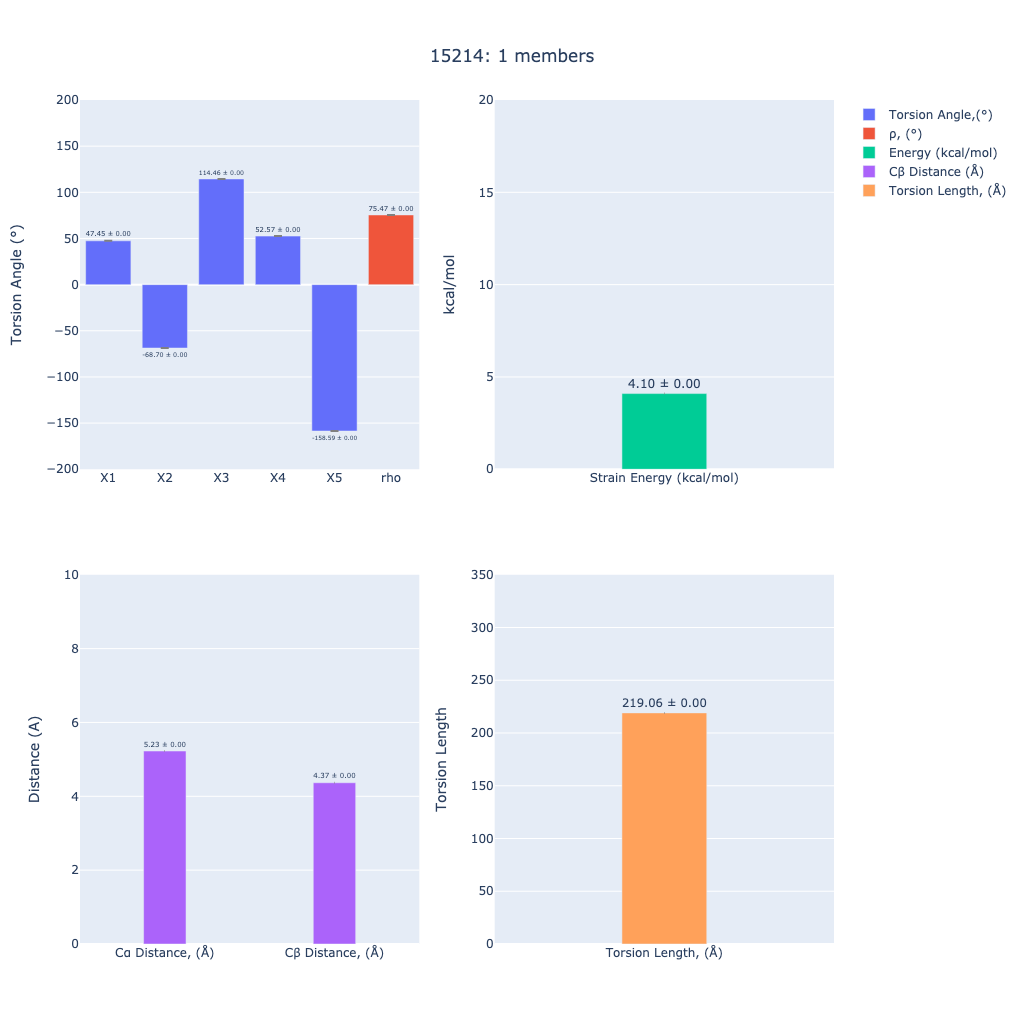 15214: 1 members
Torsion Angle (°)
200
150
100
50
0
−50
−100
−150
−200
47.45 ± 0.00
-68.70 ± 0.00
114.46 ± 0.00
52.57 ± 0.00
-158.59 ± 0.00
75.47 ± 0.00
X1 X2 X3 X4 X5 rho
kcal/mol
20
15
10
5
0
4.10 ± 0.00
Strain Energy (kcal/mol)
Torsion Angle,(°)
ρ, (°)
Energy (kcal/mol)
Cβ Distance (Å)
Torsion Length, (Å)
Distance (A)
10
8
6
4
2
0
5.23 ± 0.00
4.37 ± 0.00
Cα Distance, (Å) Cβ Distance, (Å)
Torsion Length
350
300
250
200
150
100
50
0
219.06 ± 0.00
Torsion Length, (Å)